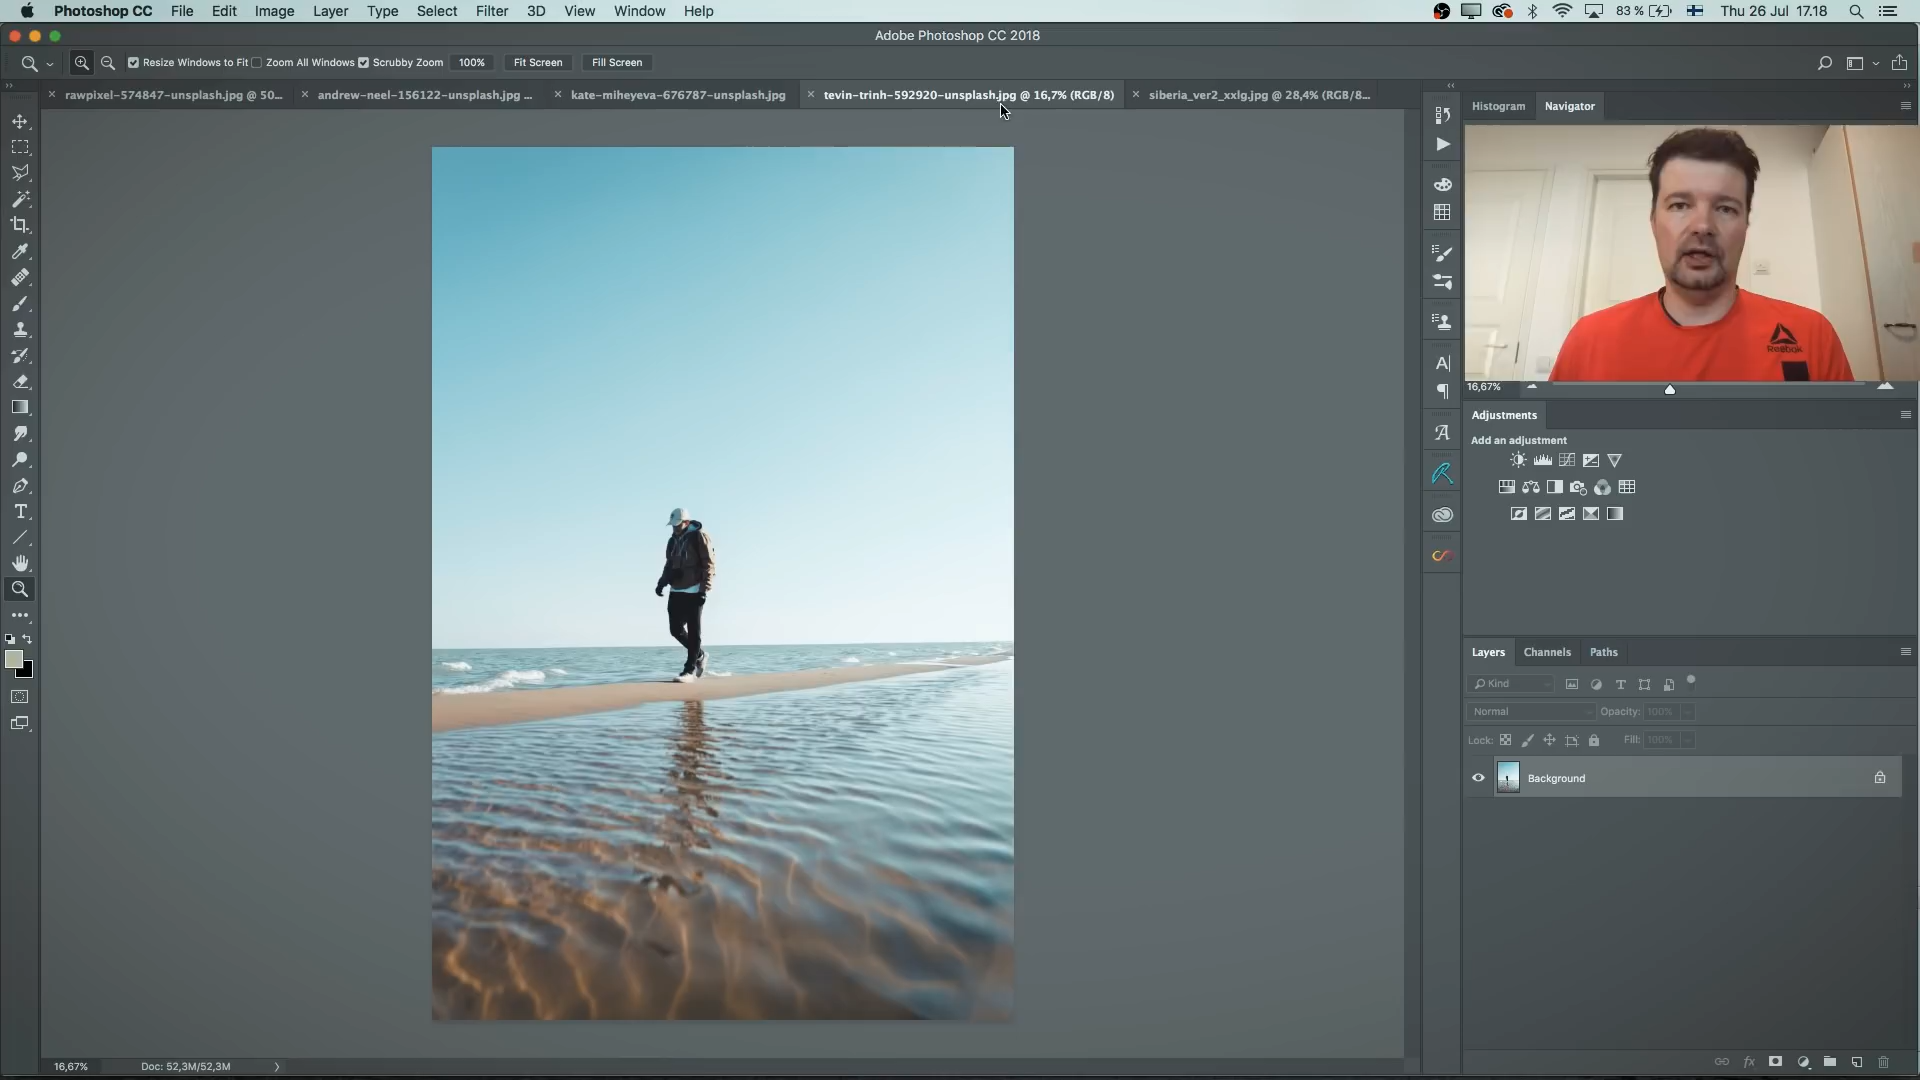 Photoshop CC File Edit Image Layer Type Select Filter 3D View Window Help 83 % Thu 26 Jul 17.18
Adobe Photoshop CC 2018
Resize Windows to Fit Zoom All Windows Scrubby Zoom 100% Fit Screen Fill Screen
rawpixel-574847-unsplash.jpg @ 50... andrew-neel-156122-unsplash.jpg ... kate-miheyeva-676787-unsplash.jpg tevin-trinh-592920-unsplash.jpg @ 16,7% (RGB/8) siberia_ver2_xxlg.jpg @ 28,4% (RGB/8...
Histogram Navigator
Reebok
16,67%
Adjustments
Add an adjustment
Layers Channels Paths
Kind
Normal Opacity: 100%
Lock: Fill: 100%
Background
16,67% Doc: 52,3M/52,3M